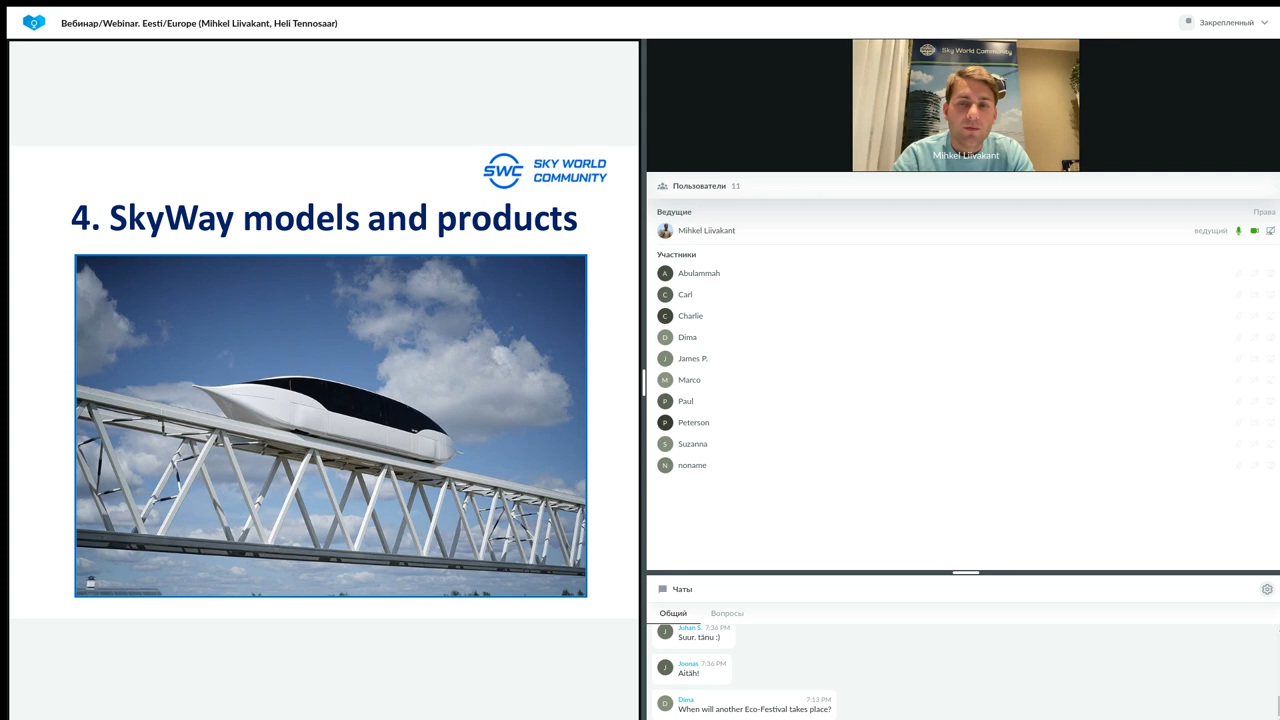 Вебинар/Webinar. Eesti/Europe (Mihkel Liivakant, Heli Tennosaar)
Закрепленный
SWC SKY WORLD COMMUNITY
4. SkyWay models and products
Sky World Community
Mihkel Liivakant
Пользователи 11
Ведущие Права
Mihkel Liivakant ведущий
Участники
A Abulammah
C Carl
C Charlie
D Dima
J James P.
M Marco
P Paul
P Peterson
S Suzanna
N noname
Чаты
Общий Вопросы
J Juhan S. 7:36 PM
Suur, tänu :)
J Joonas 7:36 PM
Aitäh!
D Dima 7:13 PM
When will another Eco-Festival takes place?